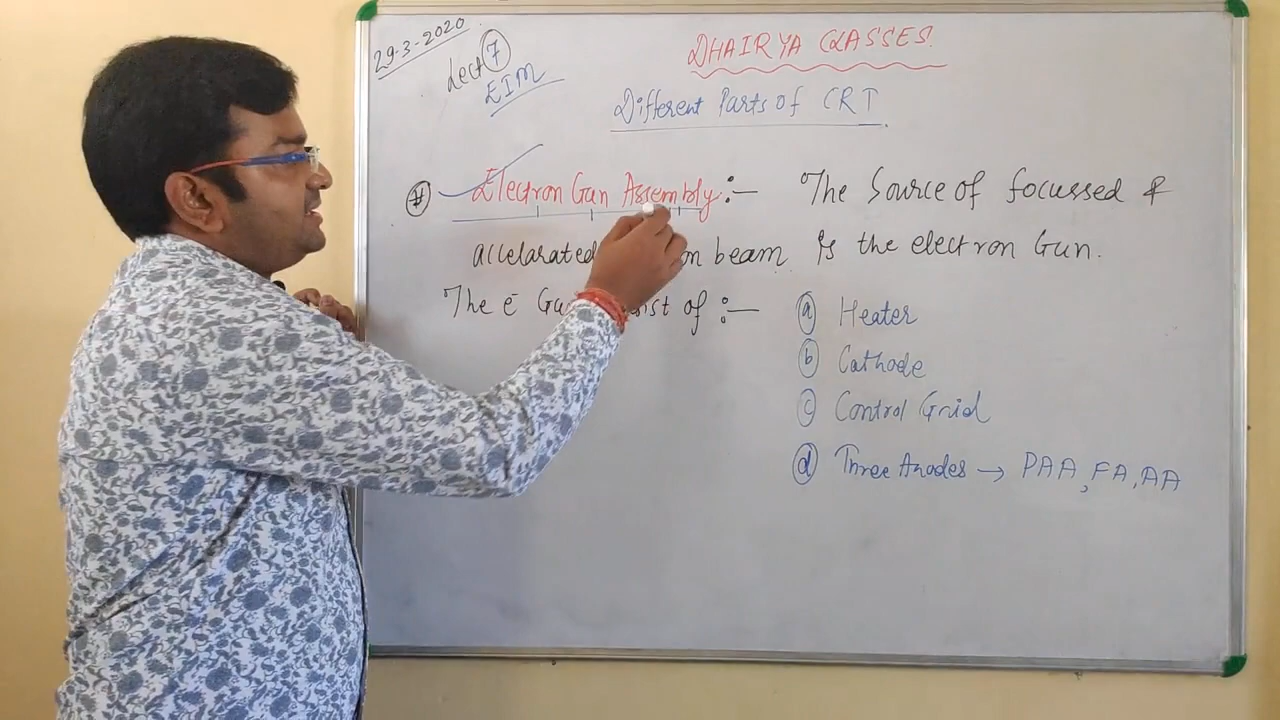 29-3-2020
Lect 7
EIM
DHAIRYA CLASSES.
Different Parts of CRT
# Electron Gun Assembly :- The Source of focussed &
accelarated beam is the electron Gun.
The e⁻ of :-
a Heater
b Cathode
c Control Grid
d Three Anodes → PAA, FA, AA